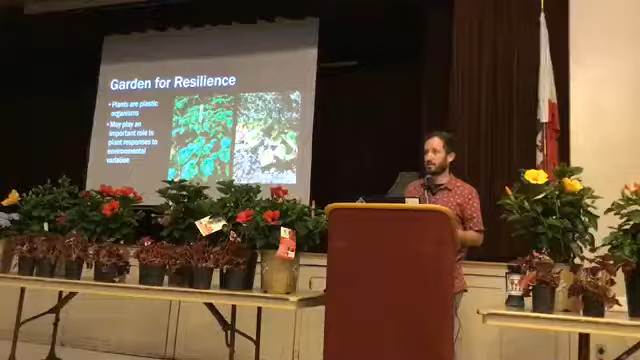 Garden for Resilience
• Plants are plastic
organisms
• May play an
important role in
plant responses to
environmental
variation